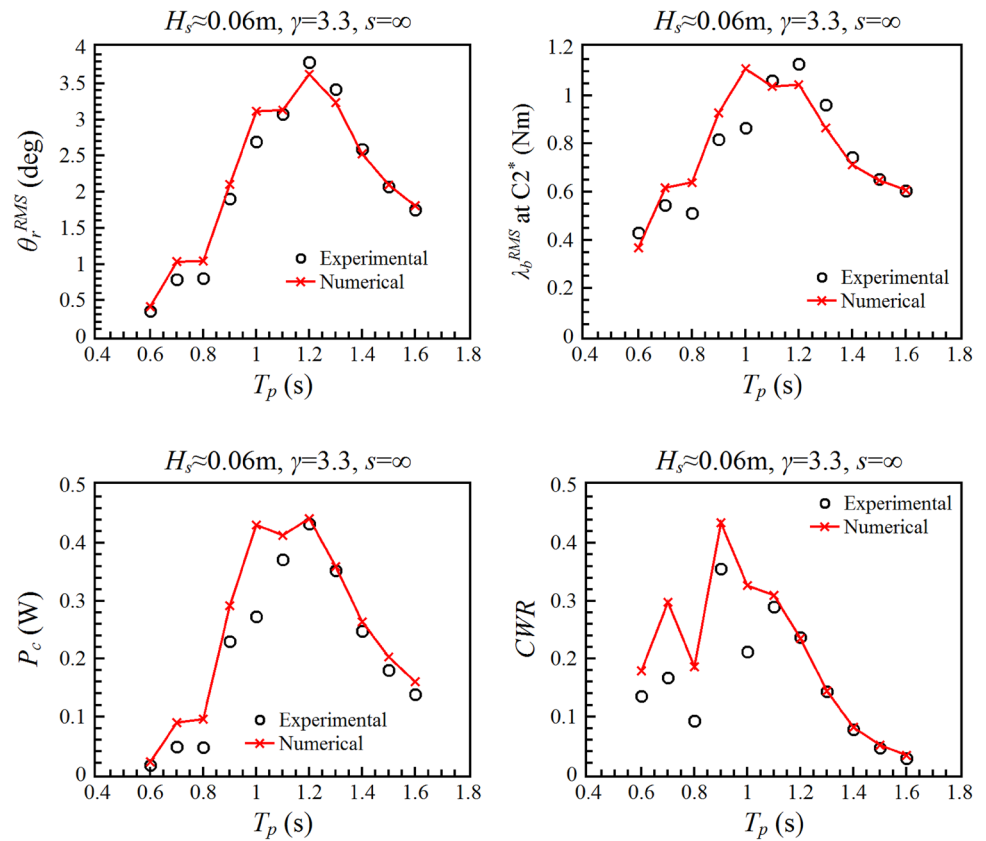 Hs≈0.06m, γ=3.3, s=∞
θr^RMS (deg)
4
3.5
3
2.5
2
1.5
1
0.5
0
Experimental
Numerical
0.4 0.6 0.8 1 1.2 1.4 1.6 1.8
Tp (s)
Hs≈0.06m, γ=3.3, s=∞
λb^RMS at C2* (Nm)
1.2
1
0.8
0.6
0.4
0.2
0
Experimental
Numerical
0.4 0.6 0.8 1 1.2 1.4 1.6 1.8
Tp (s)
Hs≈0.06m, γ=3.3, s=∞
Pc (W)
0.5
0.4
0.3
0.2
0.1
0
Experimental
Numerical
0.4 0.6 0.8 1 1.2 1.4 1.6 1.8
Tp (s)
Hs≈0.06m, γ=3.3, s=∞
CWR
0.5
0.4
0.3
0.2
0.1
0
Experimental
Numerical
0.4 0.6 0.8 1 1.2 1.4 1.6 1.8
Tp (s)